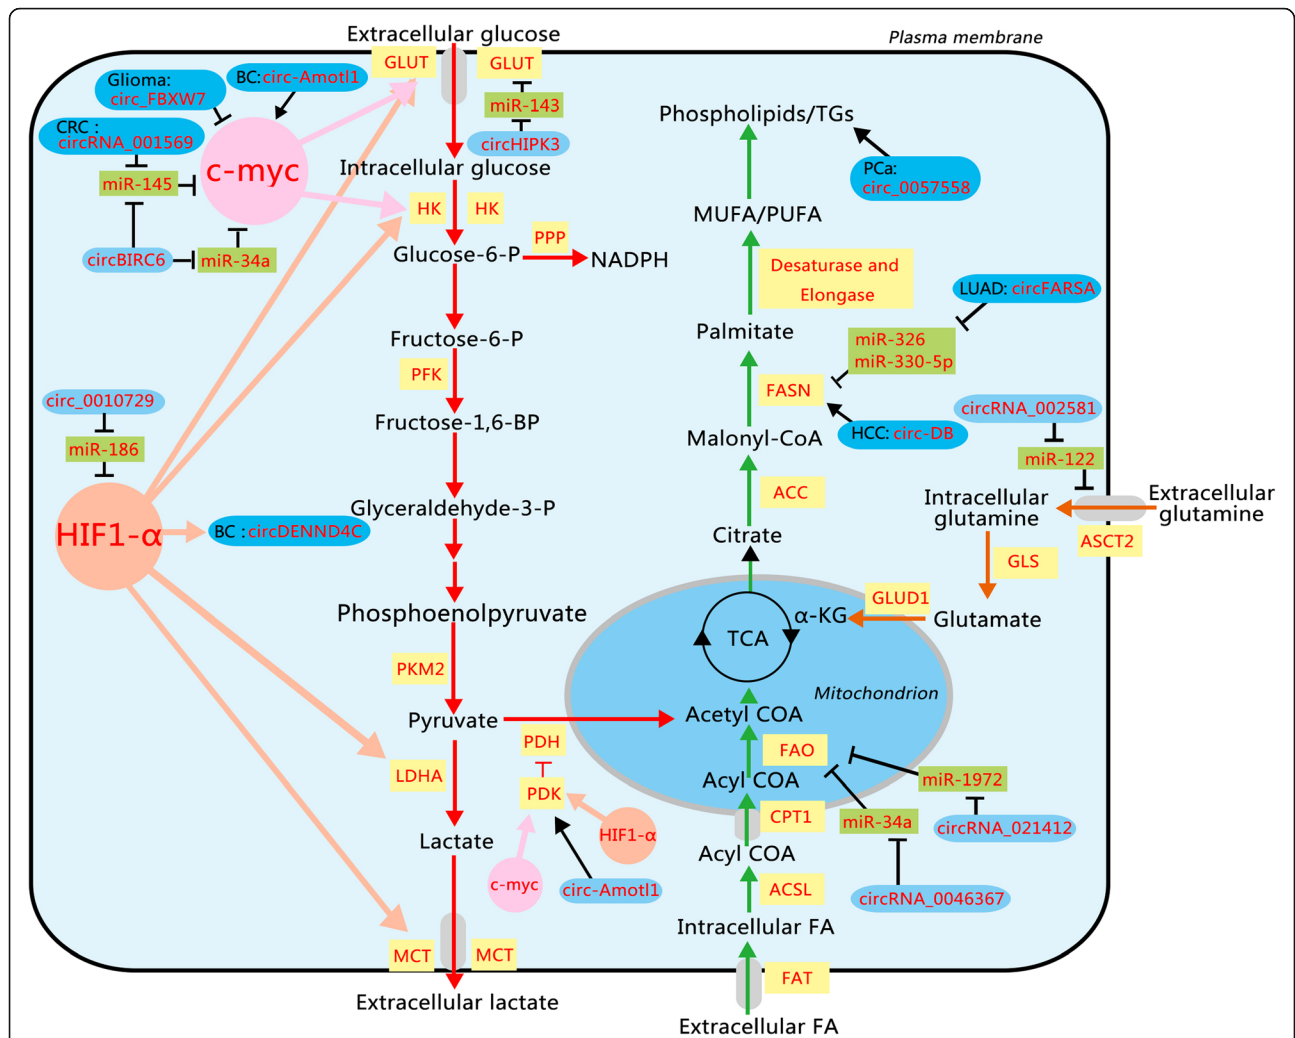 Extracellular glucose
Plasma membrane
GLUT
GLUT
Glioma:
circ_FBXW7
BC: circ-Amotl1
miR-143
circHIPK3
CRC :
circRNA_001569
c-myc
miR-145
circBIRC6
miR-34a
Intracellular glucose
HK
HK
Glucose-6-P
PPP
NADPH
Fructose-6-P
PFK
Fructose-1,6-BP
Glyceraldehyde-3-P
Phosphoenolpyruvate
PKM2
Pyruvate
LDHA
Lactate
MCT
MCT
Extracellular lactate
circ_0010729
miR-186
HIF1-α
BC : circDENND4C
PDH
PDK
HIF1-α
c-myc
circ-Amotl1
Phospholipids/TGs
PCa:
circ_0057558
MUFA/PUFA
Desaturase and
Elongase
LUAD: circFARSA
Palmitate
miR-326
miR-330-5p
FASN
HCC: circ-DB
Malonyl-CoA
ACC
Citrate
circRNA_002581
miR-122
Intracellular
glutamine
Extracellular
glutamine
ASCT2
GLS
GLUD1
Glutamate
α-KG
TCA
Mitochondrion
Acetyl COA
FAO
Acyl COA
miR-1972
circRNA_021412
CPT1
miR-34a
Acyl COA
ACSL
circRNA_0046367
Intracellular FA
FAT
Extracellular FA